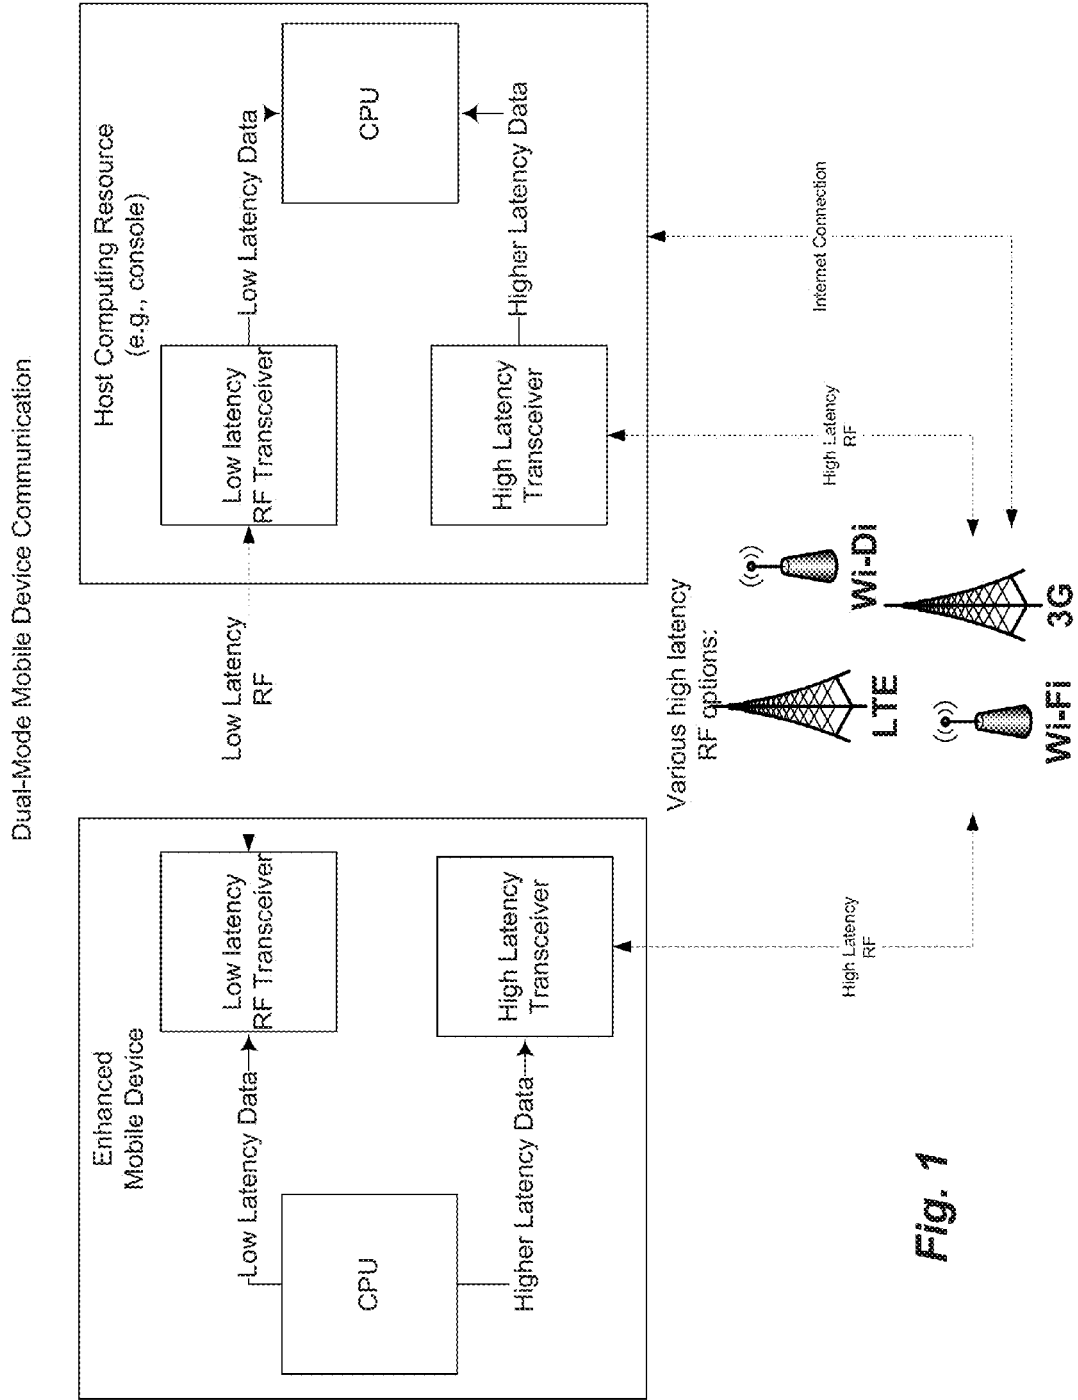 Dual-Mode Mobile Device Communication
Enhanced
Mobile Device
CPU
Low Latency Data
Higher Latency Data
Low latency
RF Transceiver
High Latency
Transceiver
Low Latency
RF
Host Computing Resource
(e.g., console)
Low latency
RF Transceiver
High Latency
Transceiver
Low Latency Data
Higher Latency Data
CPU
High Latency
RF
Various high latency
RF options:
LTE
Wi-Di
Wi-Fi
3G
High Latency
RF
Internet Connection
Fig. 1